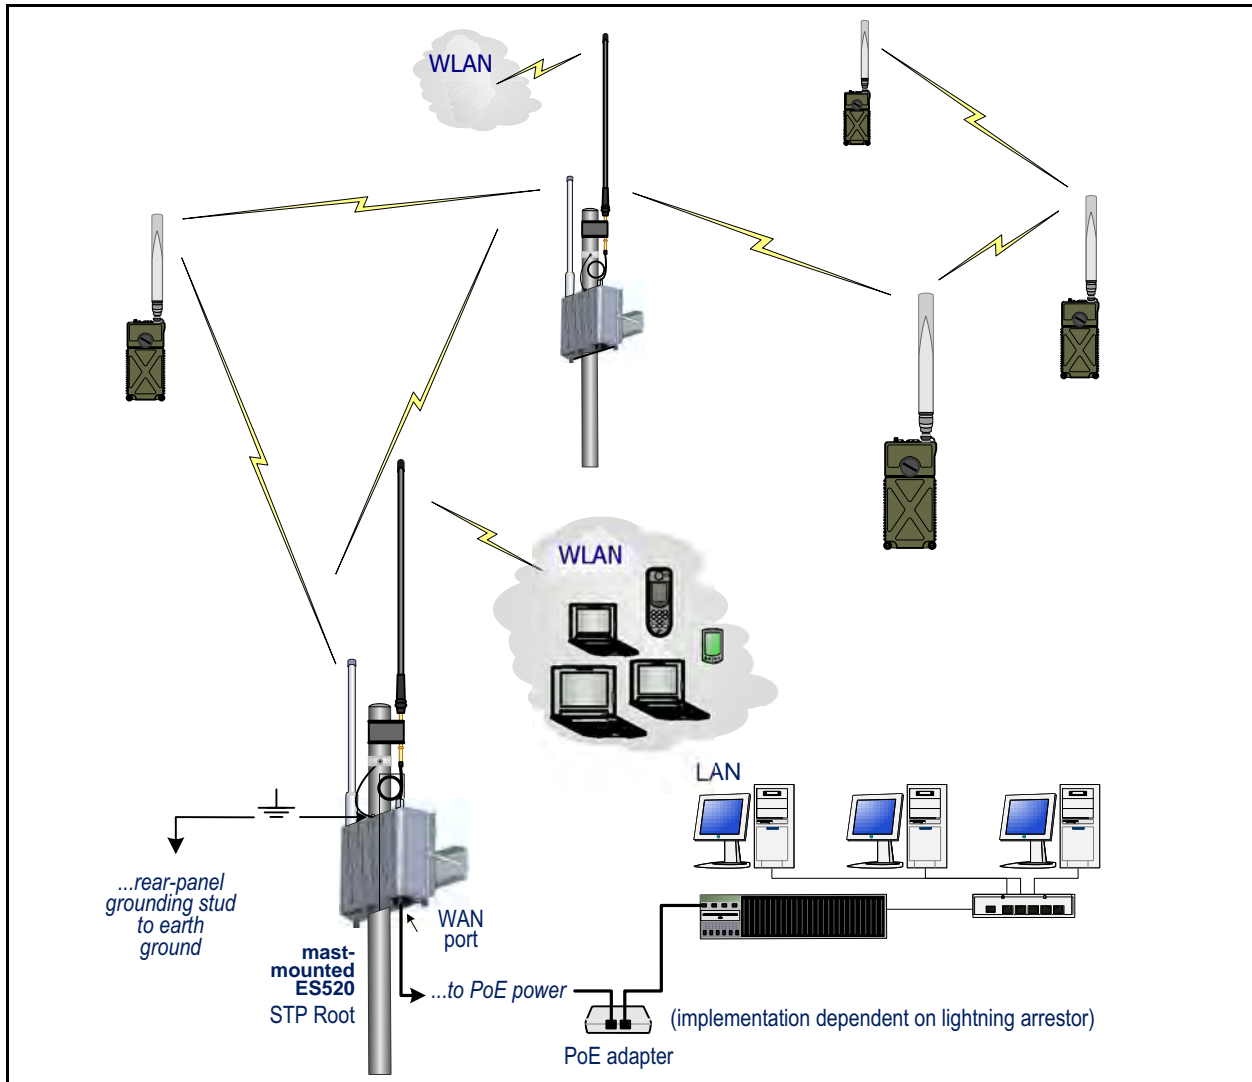 WLAN
WLAN
LAN
...rear-panel
grounding stud
to earth
ground
WAN
port
mast-
mounted
ES520
STP Root
...to PoE power
(implementation dependent on lightning arrestor)
PoE adapter